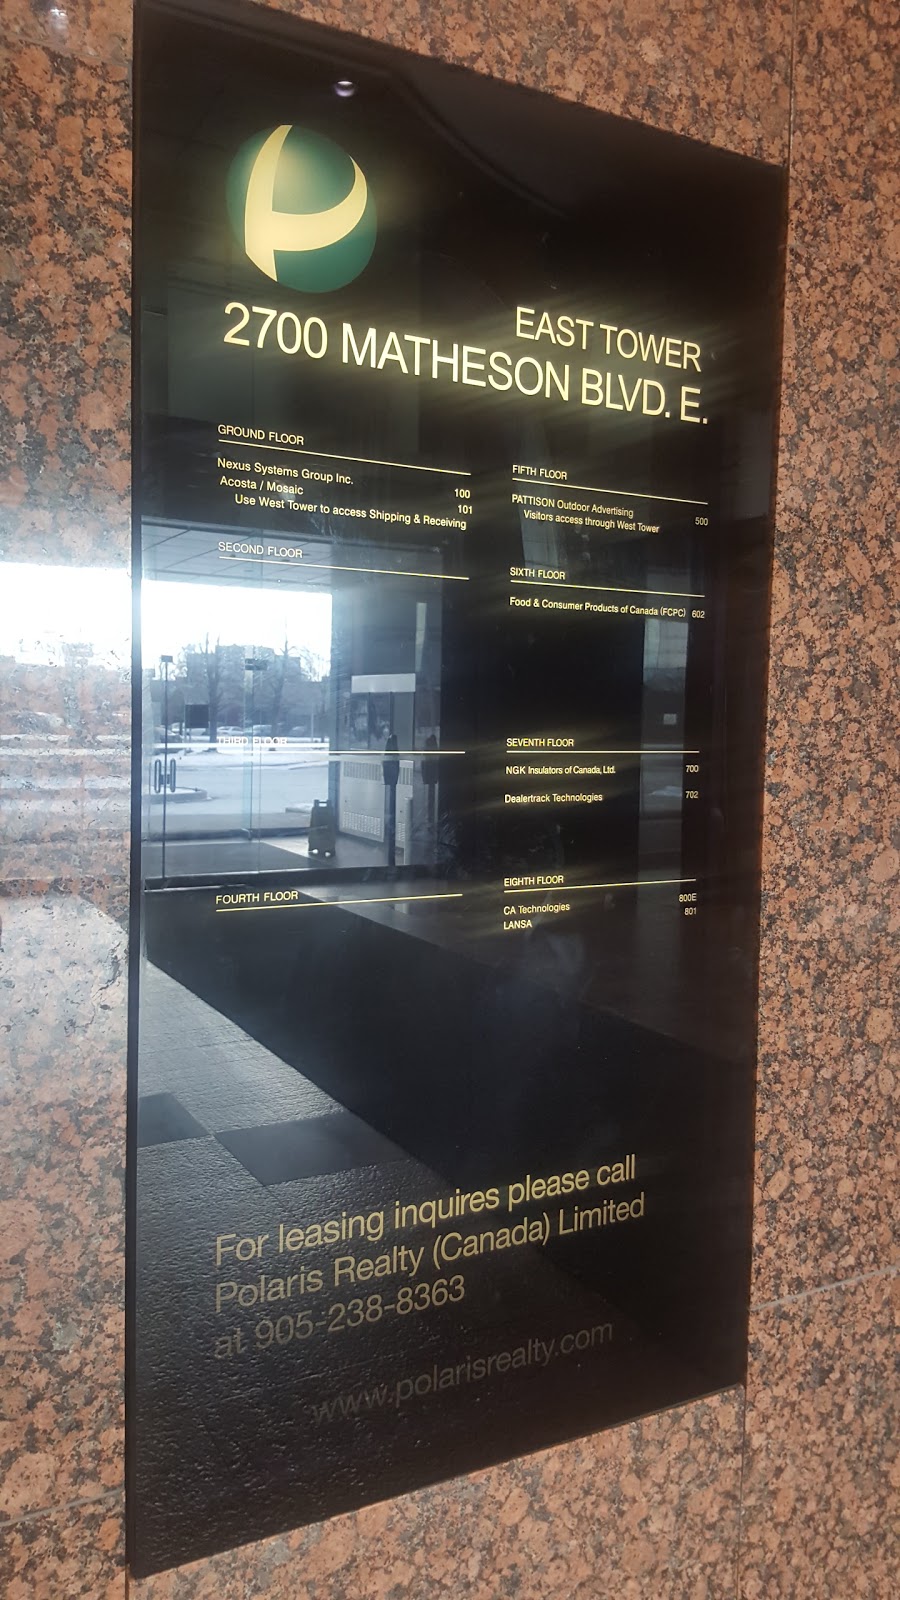 EAST TOWER
2700 MATHESON BLVD. E.
GROUND FLOOR
Nexus Systems Group Inc. 100
Acosta / Mosaic 101
Use West Tower to access Shipping & Receiving
SECOND FLOOR
THIRD FLOOR
FOURTH FLOOR
FIFTH FLOOR
PATTISON Outdoor Advertising 500
Visitors access through West Tower
SIXTH FLOOR
Food & Consumer Products of Canada (FCPC) 602
SEVENTH FLOOR
NGK Insulators of Canada, Ltd. 700
Dealertrack Technologies 702
EIGHTH FLOOR
CA Technologies 800E
LANSA 801
For leasing inquires please call
Polaris Realty (Canada) Limited
at 905-238-8363
www.polarisrealty.com